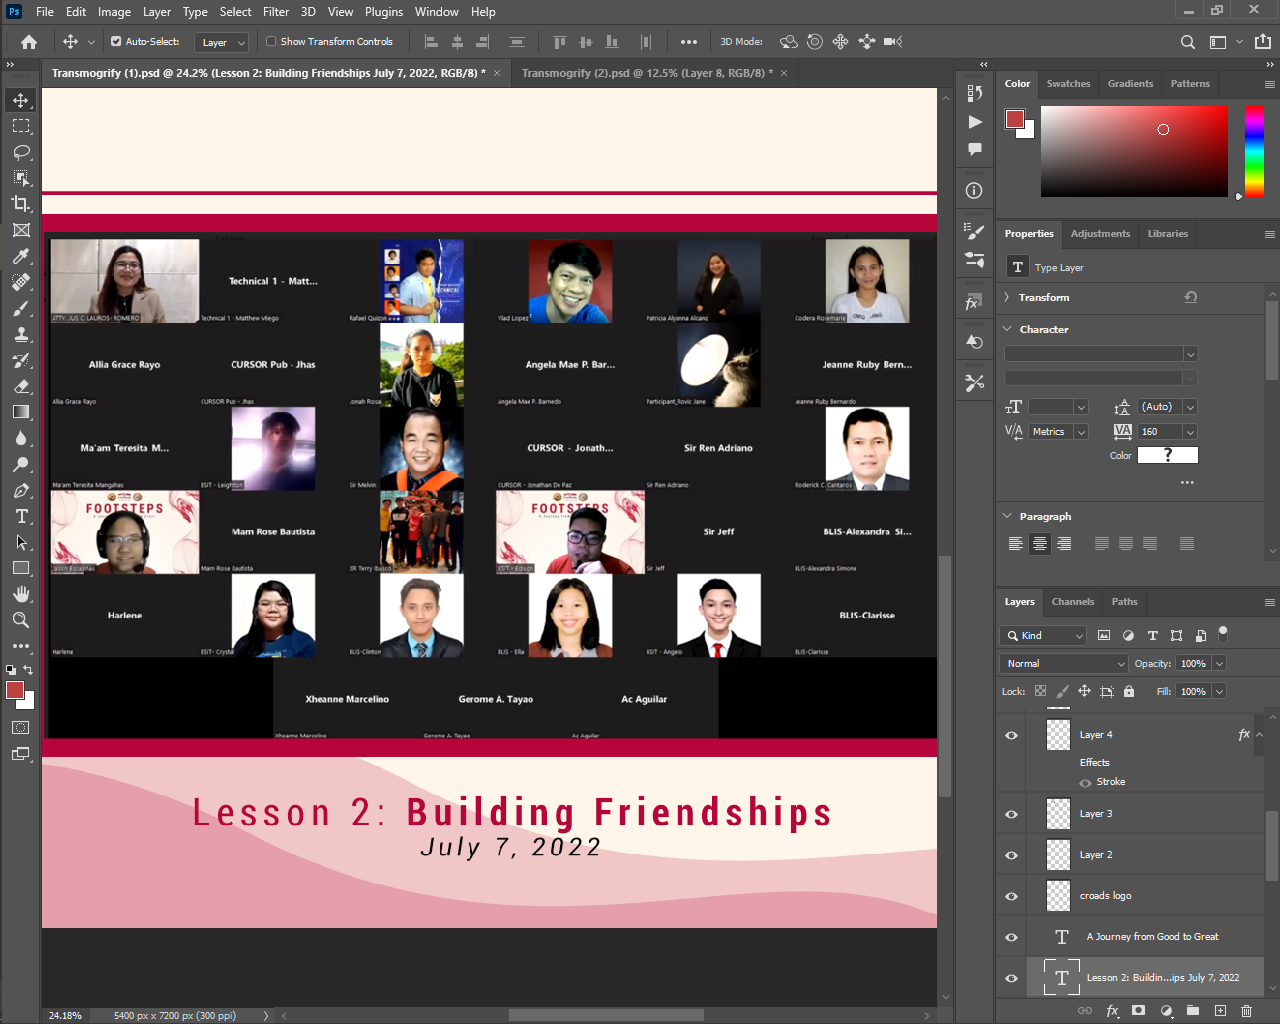 Ps File Edit Image Layer Type Select Filter 3D View Plugins Window Help
Auto-Select: Layer Show Transform Controls 3D Mode:
Transmogrify (1).psd @ 24.2% (Lesson 2: Building Friendships July 7, 2022, RGB/8) *
Transmogrify (2).psd @ 12.5% (Layer 8, RGB/8) *
Technical 1 - Matt...
ATTY. JUS C. LAUROS- ROMERO
Technical 1 - Matthew Miego
Rafael Quizon
Vlad Lopez
Patricia Alyanna Alcanc
Codera Rosemarie
Allia Grace Rayo
CURSOR Pub - Jhas
Angela Mae P. Bar...
Jeanne Ruby Bern...
Allia Grace Rayo
CURSOR Pub - Jhas
Jonah Rosa
Angela Mae P. Barnedo
Participant_Rovic Jane
Jeanne Ruby Bernardo
Ma'am Teresita M...
CURSOR - Jonath...
Sir Ren Adriano
Ma'am Teresita Mangahas
BSIT - Leighton
Sir Melvin
CURSOR - Jonathan De Paz
Sir Ren Adriano
Roderick C. Cantaros
FOOTSTEPS
Mam Rose Bautista
FOOTSTEPS
Sir Jeff
BLIS-Alexandra Si...
Mam Rose Bautista
BSIT - Edison
Sir Jeff
BLIS-Alexandra Simons
Harlene
BLIS-Clarisse
Harlene
BSIT- Crystal
BLIS-Clinton
BLIS - Ella
BSIT - Angelo
BLIS-Clarisse
Xheanne Marcelino
Gerome A. Tayao
Ac Aguilar
Xheanne Marcelino
Gerome A. Tayao
Ac Aguilar
Lesson 2: Building Friendships
July 7, 2022
24.18% 5400 px x 7200 px (300 ppi)
Color Swatches Gradients Patterns
Properties Adjustments Libraries
T Type Layer
Transform
Character
(Auto)
Metrics 160
Color ?
Paragraph
Layers Channels Paths
Kind
Normal Opacity: 100%
Lock: Fill: 100%
Layer 4 fx
Effects
Stroke
Layer 3
Layer 2
croads logo
T A Journey from Good to Great
T Lesson 2: Buildin...ips July 7, 2022